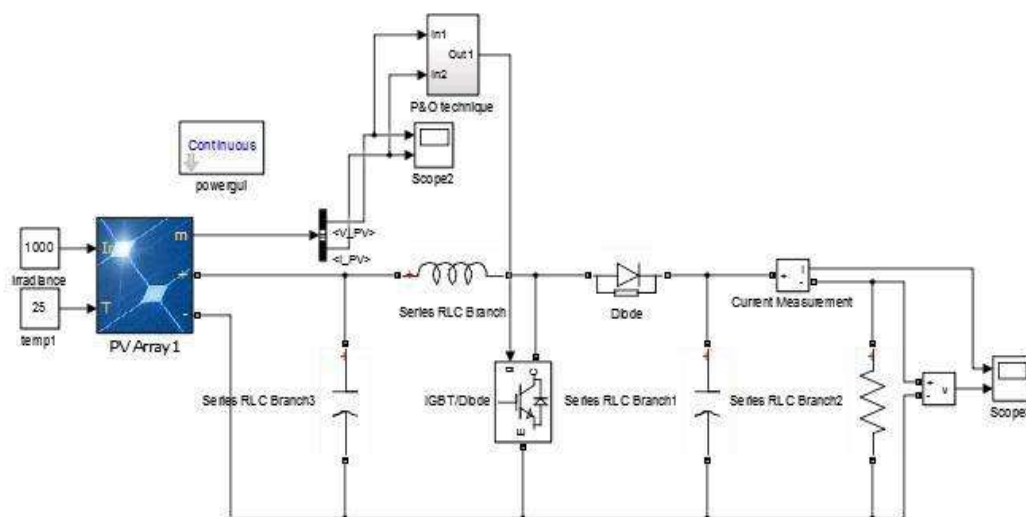 In1
Out1
In2
P&O technique
Continuous
powergui
Scope2
<V_PV>
<I_PV>
1000
Irradiance
25
temp1
Ir
T
m
+
-
PV Array 1
+
Series RLC Branch
Diode
+
i
-
Current Measurement
+
Series RLC Branch3
g
C
E
IGBT/Diode
+
Series RLC Branch1
+
Series RLC Branch2
+
-
v
Scope